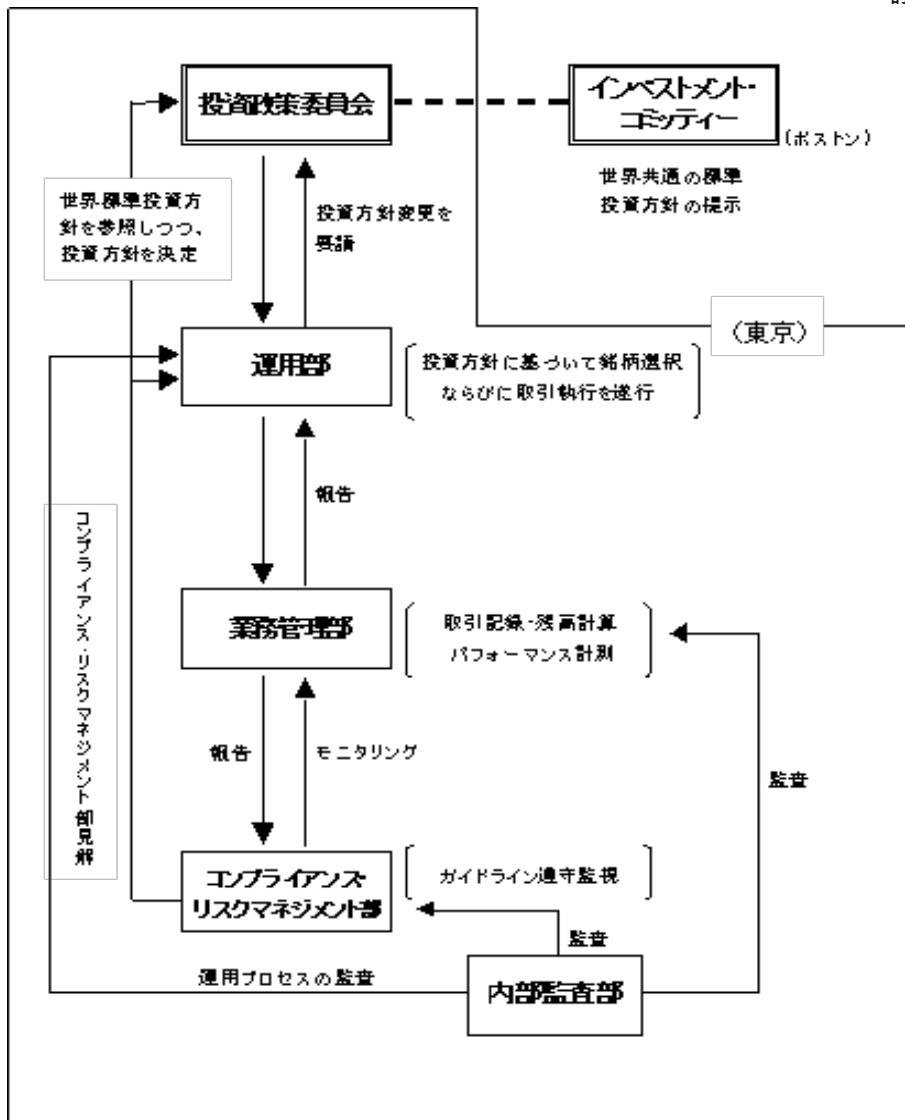 投資政策委員会
インベストメント・
コミッティー
(ボストン)
世界共通の標準
投資方針の提示
世界標準投資方
針を参照しつつ、
投資方針を決定
投資方針変更を
要請
(東京)
運用部
投資方針に基づいて銘柄選択
ならびに取引執行を遂行
報告
コンプライアンス・リスクマネジメント部見解
業務管理部
取引記録・残高計算
パフォーマンス計測
報告
モニタリング
監査
コンプライアンス・
リスクマネジメント部
ガイドライン遵守監視
監査
運用プロセスの監査
内部監査部